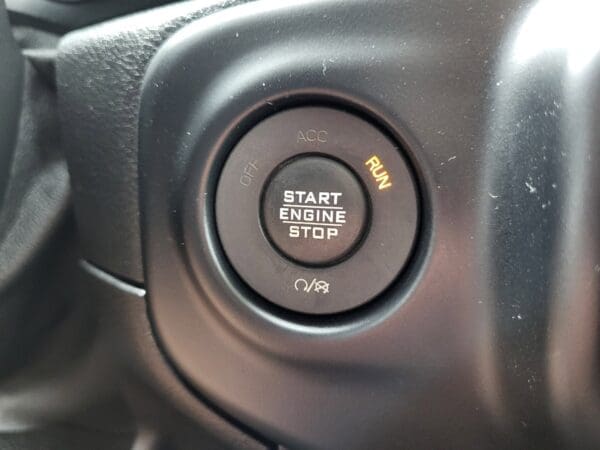 OFF
ACC
RUN
START
ENGINE
STOP